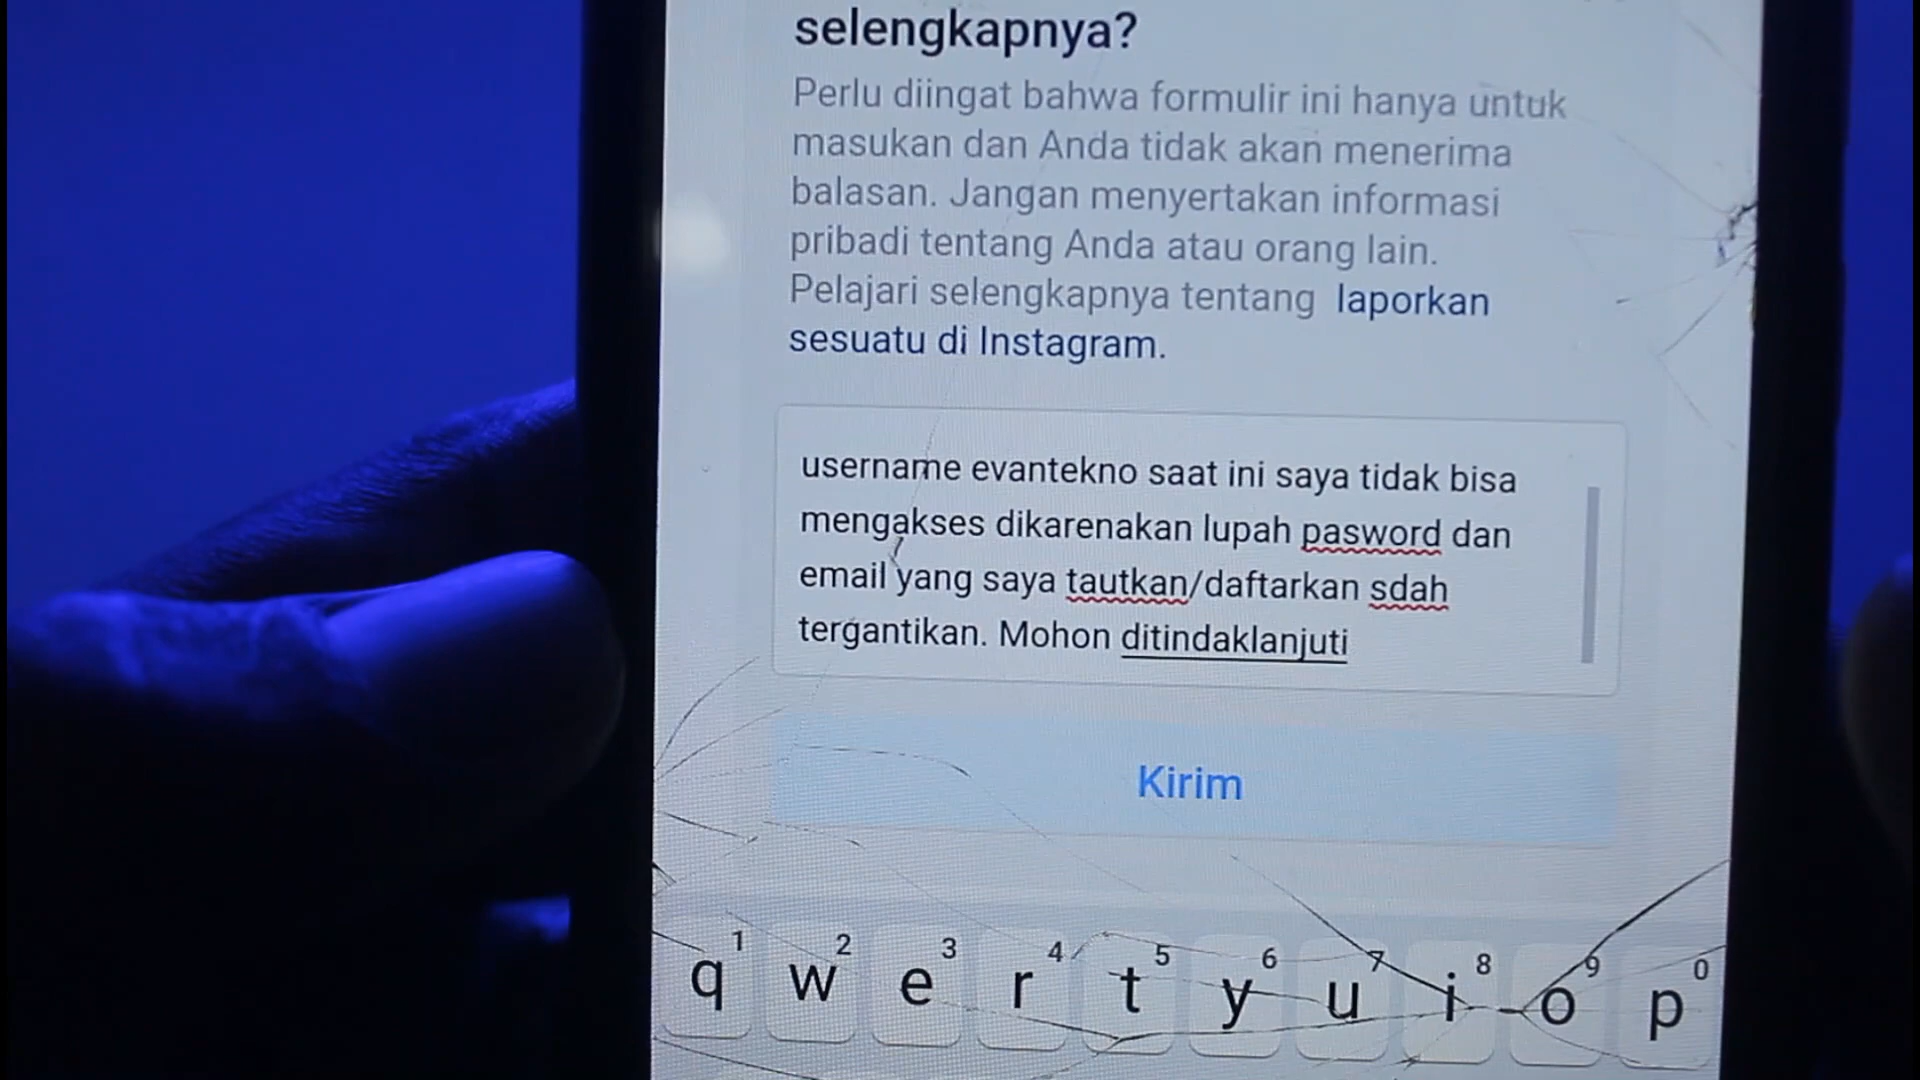 selengkapnya?
Perlu diingat bahwa formulir ini hanya untuk
masukan dan Anda tidak akan menerima
balasan. Jangan menyertakan informasi
pribadi tentang Anda atau orang lain.
Pelajari selengkapnya tentang laporkan
sesuatu di Instagram.
username evantekno saat ini saya tidak bisa
mengakses dikarenakan lupah pasword dan
email yang saya tautkan/daftarkan sdah
tergantikan. Mohon ditindaklanjuti
Kirim
1 2 3 4 5 6 7 8 9 0
q w e r t y u i o p